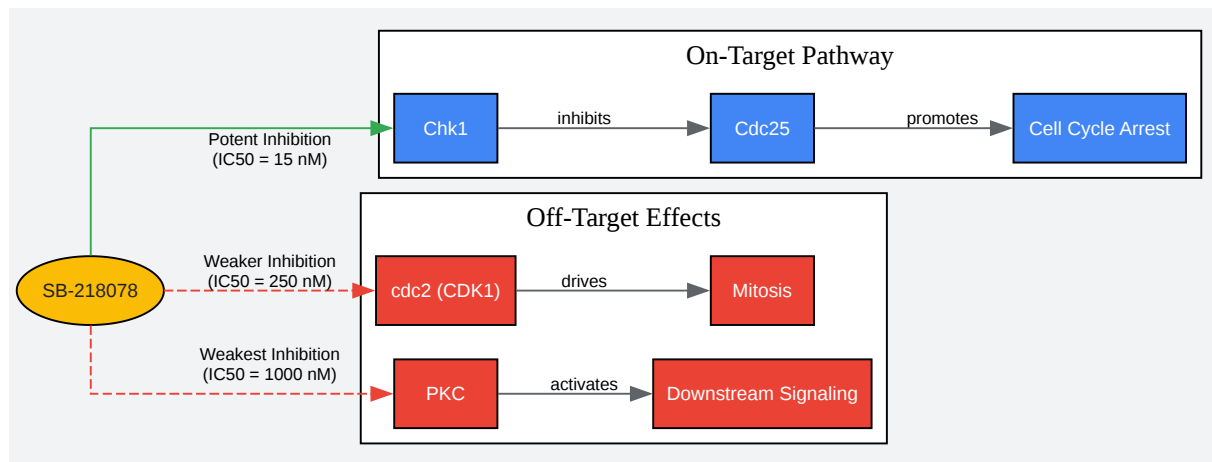 On-Target Pathway
Chk1
inhibits
Cdc25
promotes
Cell Cycle Arrest
Potent Inhibition
(IC50 = 15 nM)
Off-Target Effects
SB-218078
Weaker Inhibition
(IC50 = 250 nM)
cdc2 (CDK1)
drives
Mitosis
Weakest Inhibition
(IC50 = 1000 nM)
PKC
activates
Downstream Signaling